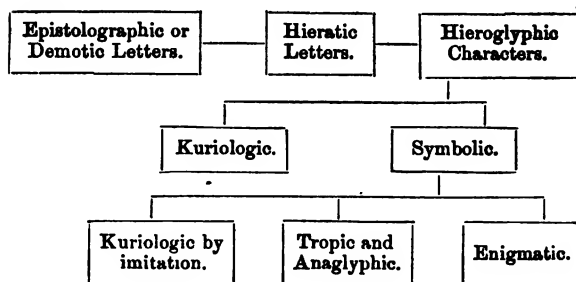 Epistolographic or
Demotic Letters.
Hieratic
Letters.
Hieroglyphic
Characters.
Kuriologic.
Symbolic.
Kuriologic by
imitation.
Tropic and
Anaglyphic.
Enigmatic.